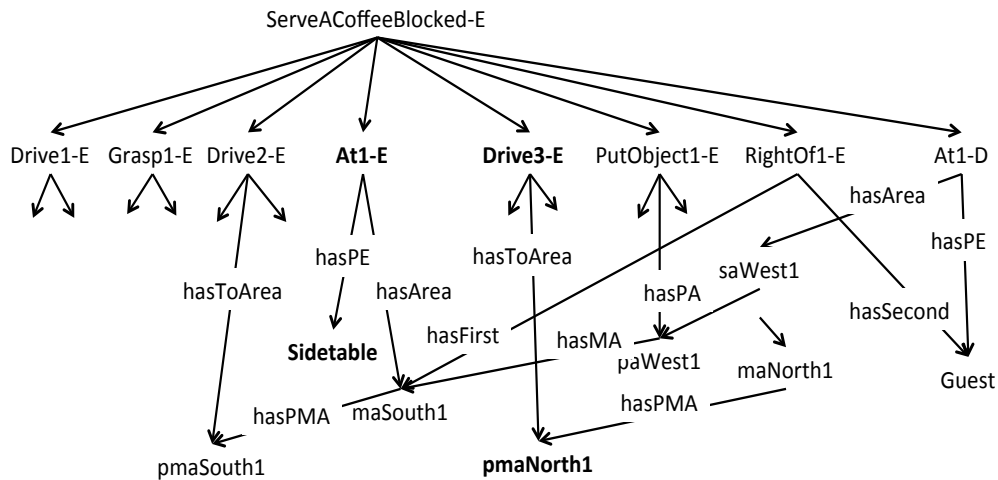 ServeACoffeeBlocked-E
Drive1-E Grasp1-E Drive2-E At1-E Drive3-E PutObject1-E RightOf1-E At1-D
hasArea
hasPE
hasPE hasToArea
saWest1
hasToArea hasArea hasPA
hasSecond
hasFirst hasMA
Sidetable paWest1
maNorth1
Guest
hasPMA maSouth1 hasPMA
pmaSouth1 pmaNorth1